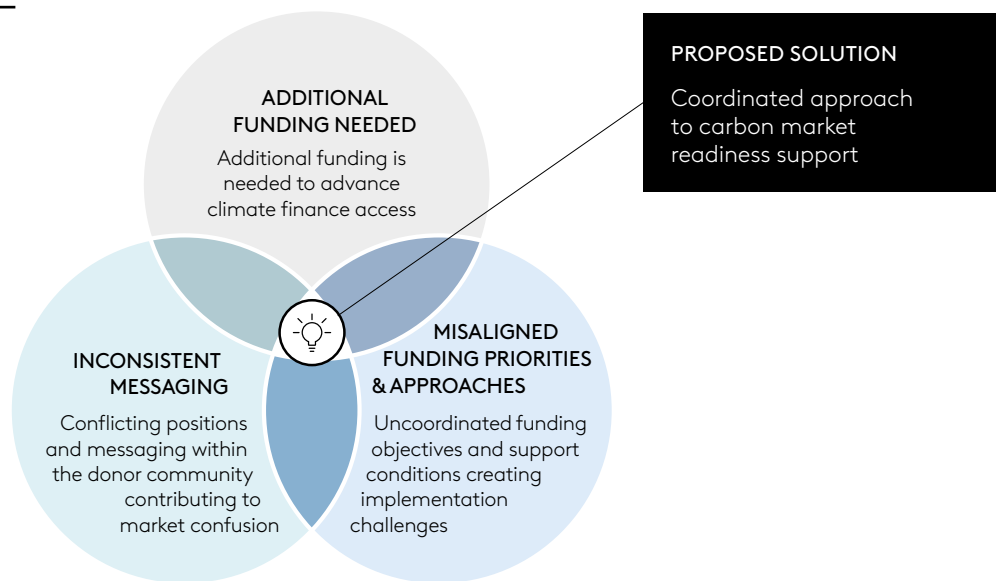 ADDITIONAL
FUNDING NEEDED
Additional funding is
needed to advance
climate finance access
PROPOSED SOLUTION
Coordinated approach
to carbon market
readiness support
INCONSISTENT
MESSAGING
Conflicting positions
and messaging within
the donor community
contributing to
market confusion
MISALIGNED
FUNDING PRIORITIES
& APPROACHES
Uncoordinated funding
objectives and support
conditions creating
implementation
challenges